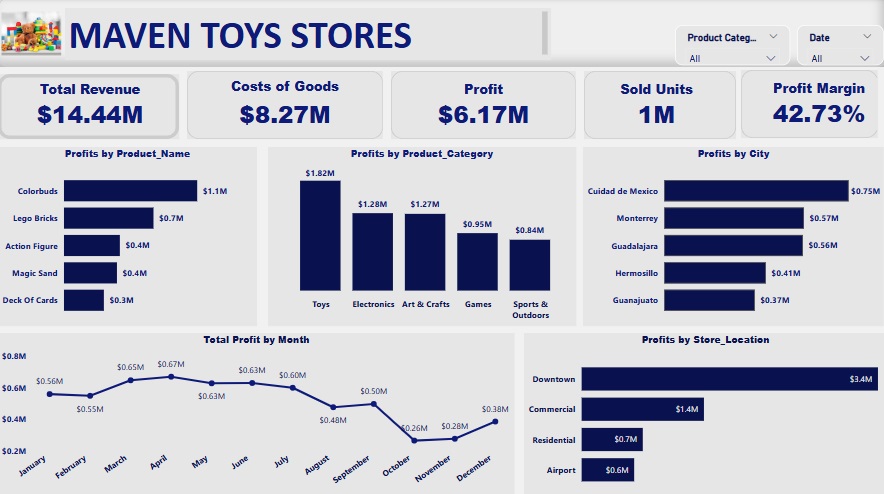 MAVEN TOYS STORES
Product Categ...
All
Date
All
Total Revenue
$14.44M
Costs of Goods
$8.27M
Profit
$6.17M
Sold Units
1M
Profit Margin
42.73%
Profits by Product_Name
Colorbuds $1.1M
Lego Bricks $0.7M
Action Figure $0.4M
Magic Sand $0.4M
Deck Of Cards $0.3M
Profits by Product_Category
$1.82M
$1.28M
$1.27M
$0.95M
$0.84M
Toys
Electronics
Art & Crafts
Games
Sports &
Outdoors
Profits by City
Cuidad de Mexico $0.75M
Monterrey $0.57M
Guadalajara $0.56M
Hermosillo $0.41M
Guanajuato $0.37M
Total Profit by Month
$0.8M
$0.6M
$0.4M
$0.2M
$0.56M
$0.55M
$0.65M
$0.67M
$0.63M
$0.63M
$0.60M
$0.48M
$0.50M
$0.26M
$0.28M
$0.38M
January
February
March
April
May
June
July
August
September
October
November
December
Profits by Store_Location
Downtown $3.4M
Commercial $1.4M
Residential $0.7M
Airport $0.6M